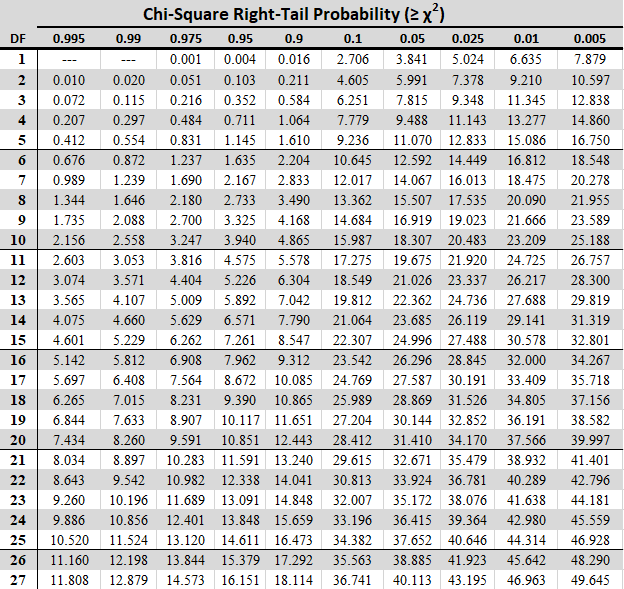 Chi-Square Right-Tail Probability (≥ χ²)
DF 0.995 0.99 0.975 0.95 0.9 0.1 0.05 0.025 0.01 0.005
1 --- --- 0.001 0.004 0.016 2.706 3.841 5.024 6.635 7.879
2 0.010 0.020 0.051 0.103 0.211 4.605 5.991 7.378 9.210 10.597
3 0.072 0.115 0.216 0.352 0.584 6.251 7.815 9.348 11.345 12.838
4 0.207 0.297 0.484 0.711 1.064 7.779 9.488 11.143 13.277 14.860
5 0.412 0.554 0.831 1.145 1.610 9.236 11.070 12.833 15.086 16.750
6 0.676 0.872 1.237 1.635 2.204 10.645 12.592 14.449 16.812 18.548
7 0.989 1.239 1.690 2.167 2.833 12.017 14.067 16.013 18.475 20.278
8 1.344 1.646 2.180 2.733 3.490 13.362 15.507 17.535 20.090 21.955
9 1.735 2.088 2.700 3.325 4.168 14.684 16.919 19.023 21.666 23.589
10 2.156 2.558 3.247 3.940 4.865 15.987 18.307 20.483 23.209 25.188
11 2.603 3.053 3.816 4.575 5.578 17.275 19.675 21.920 24.725 26.757
12 3.074 3.571 4.404 5.226 6.304 18.549 21.026 23.337 26.217 28.300
13 3.565 4.107 5.009 5.892 7.042 19.812 22.362 24.736 27.688 29.819
14 4.075 4.660 5.629 6.571 7.790 21.064 23.685 26.119 29.141 31.319
15 4.601 5.229 6.262 7.261 8.547 22.307 24.996 27.488 30.578 32.801
16 5.142 5.812 6.908 7.962 9.312 23.542 26.296 28.845 32.000 34.267
17 5.697 6.408 7.564 8.672 10.085 24.769 27.587 30.191 33.409 35.718
18 6.265 7.015 8.231 9.390 10.865 25.989 28.869 31.526 34.805 37.156
19 6.844 7.633 8.907 10.117 11.651 27.204 30.144 32.852 36.191 38.582
20 7.434 8.260 9.591 10.851 12.443 28.412 31.410 34.170 37.566 39.997
21 8.034 8.897 10.283 11.591 13.240 29.615 32.671 35.479 38.932 41.401
22 8.643 9.542 10.982 12.338 14.041 30.813 33.924 36.781 40.289 42.796
23 9.260 10.196 11.689 13.091 14.848 32.007 35.172 38.076 41.638 44.181
24 9.886 10.856 12.401 13.848 15.659 33.196 36.415 39.364 42.980 45.559
25 10.520 11.524 13.120 14.611 16.473 34.382 37.652 40.646 44.314 46.928
26 11.160 12.198 13.844 15.379 17.292 35.563 38.885 41.923 45.642 48.290
27 11.808 12.879 14.573 16.151 18.114 36.741 40.113 43.195 46.963 49.645